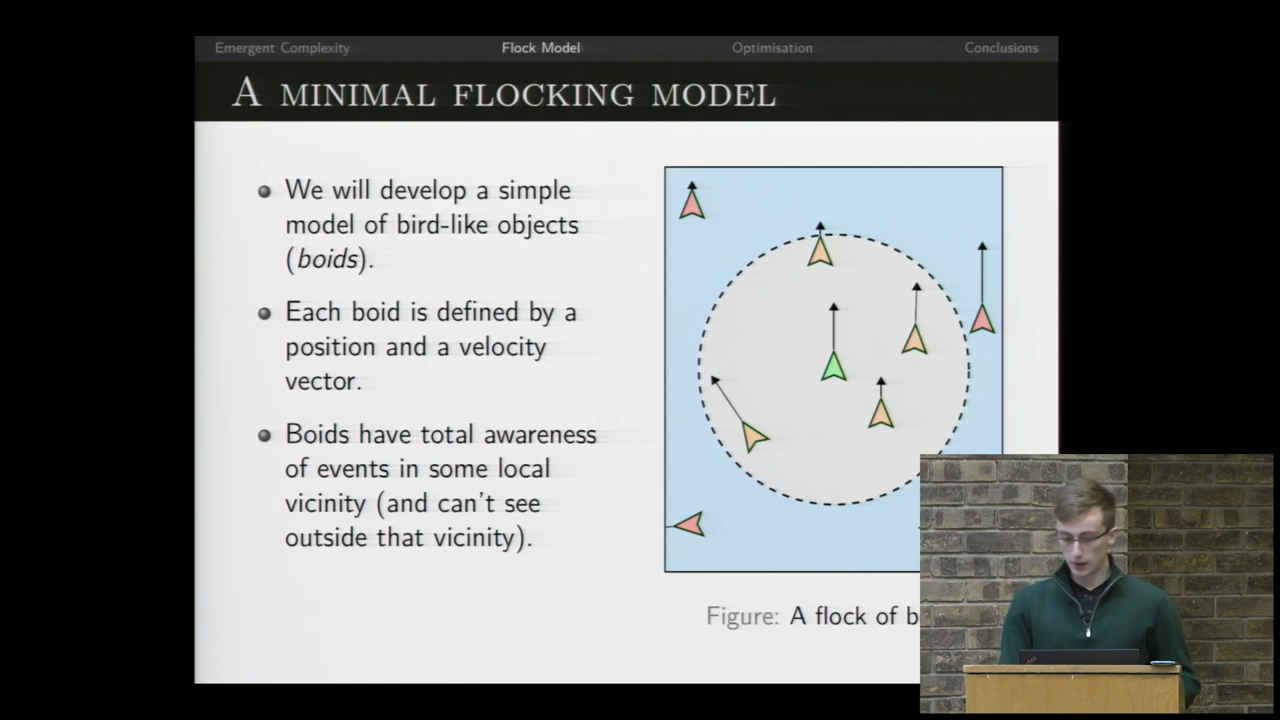 Emergent Complexity Flock Model Optimisation Conclusions
A MINIMAL FLOCKING MODEL
We will develop a simple
model of bird-like objects
(boids).
Each boid is defined by a
position and a velocity
vector.
Boids have total awareness
of events in some local
vicinity (and can't see
outside that vicinity).
Figure: A flock of b